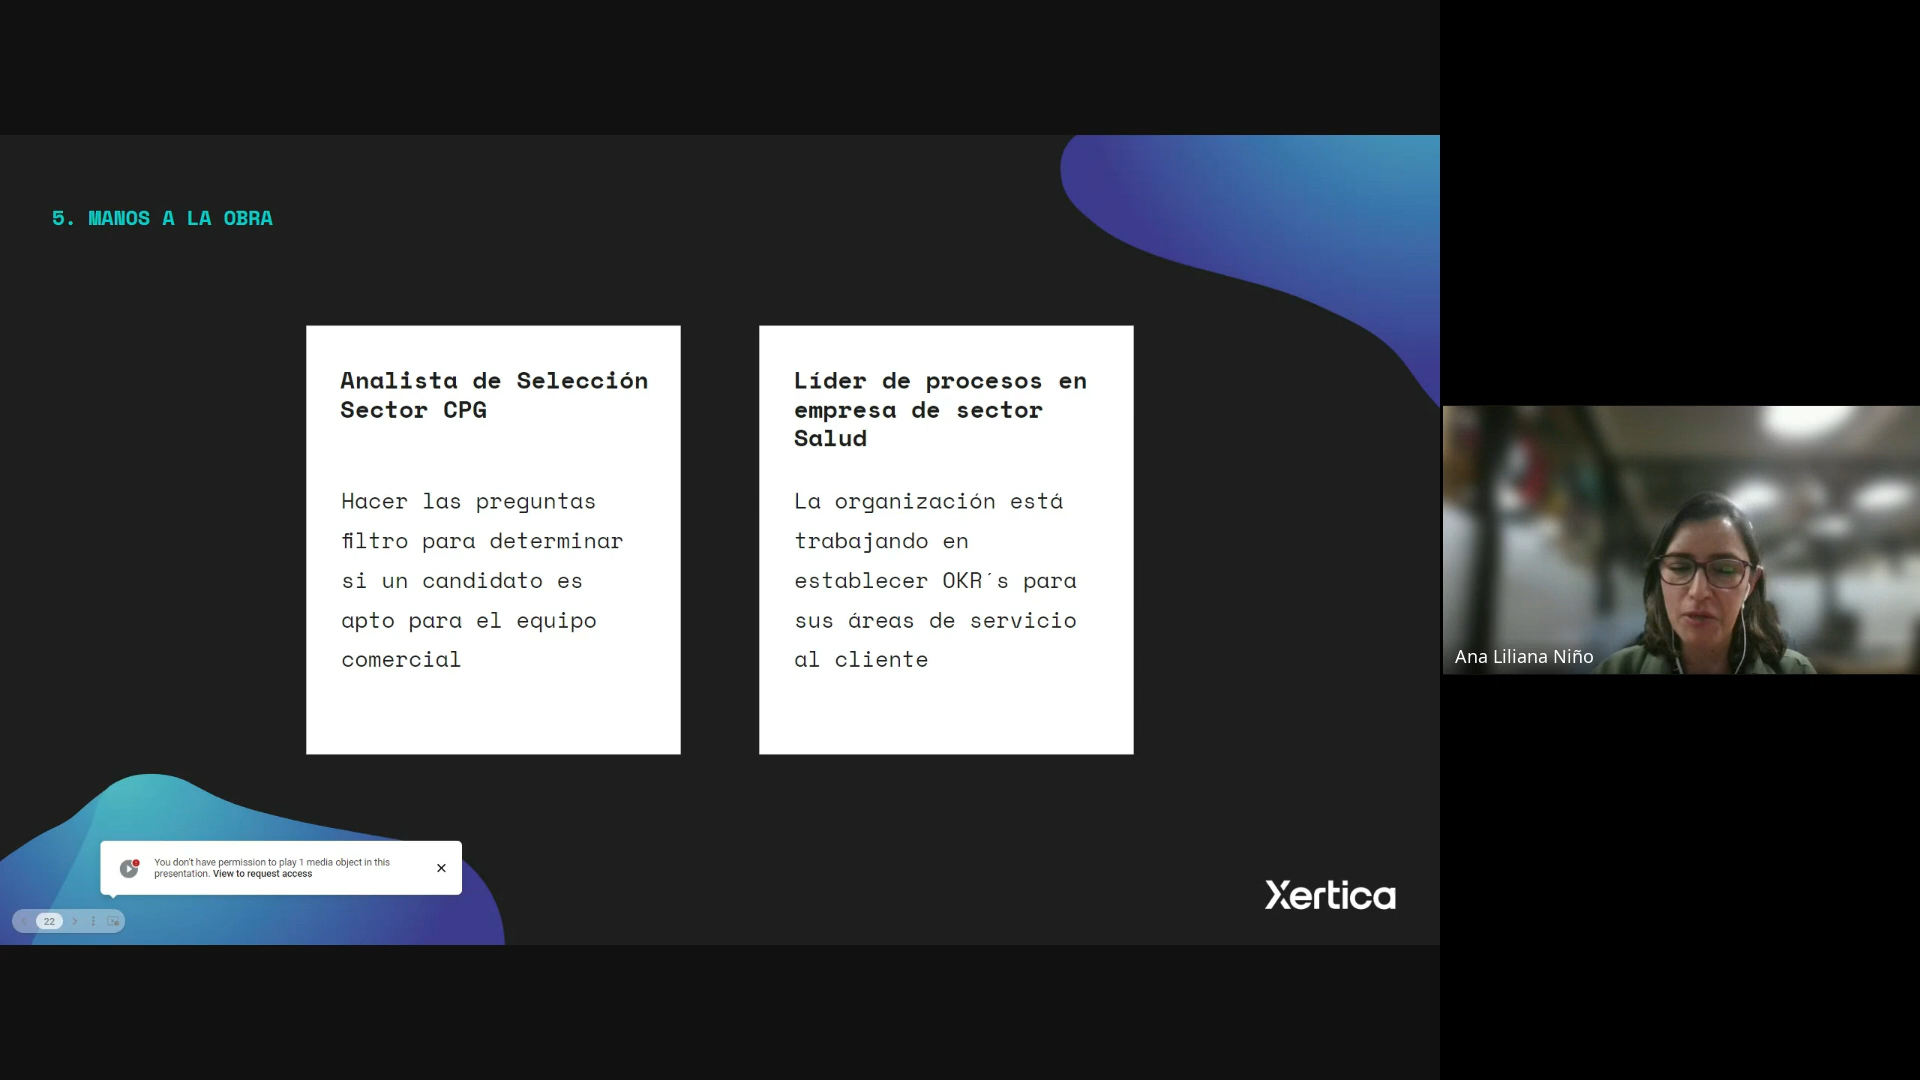 5. MANOS A LA OBRA
Analista de Selección
Sector CPG
Hacer las preguntas
filtro para determinar
si un candidato es
apto para el equipo
comercial
Líder de procesos en
empresa de sector
Salud
La organización está
trabajando en
establecer OKR´s para
sus áreas de servicio
al cliente
You don't have permission to play 1 media object in this
presentation. View to request access
22
Xertica
Ana Liliana Niño